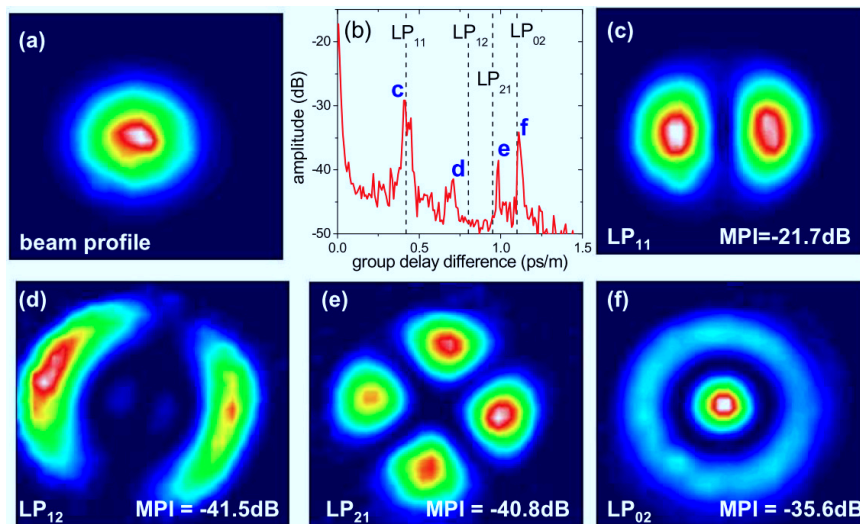 (a)
beam profile
(b)
amplitude (dB)
-20
-30
-40
-50
LP11
LP12
LP21
LP02
c
d
e
f
0.0
0.5
1.0
1.5
group delay difference (ps/m)
(c)
LP11
MPI=-21.7dB
(d)
LP12
MPI = -41.5dB
(e)
LP21
MPI = -40.8dB
(f)
LP02
MPI = -35.6dB